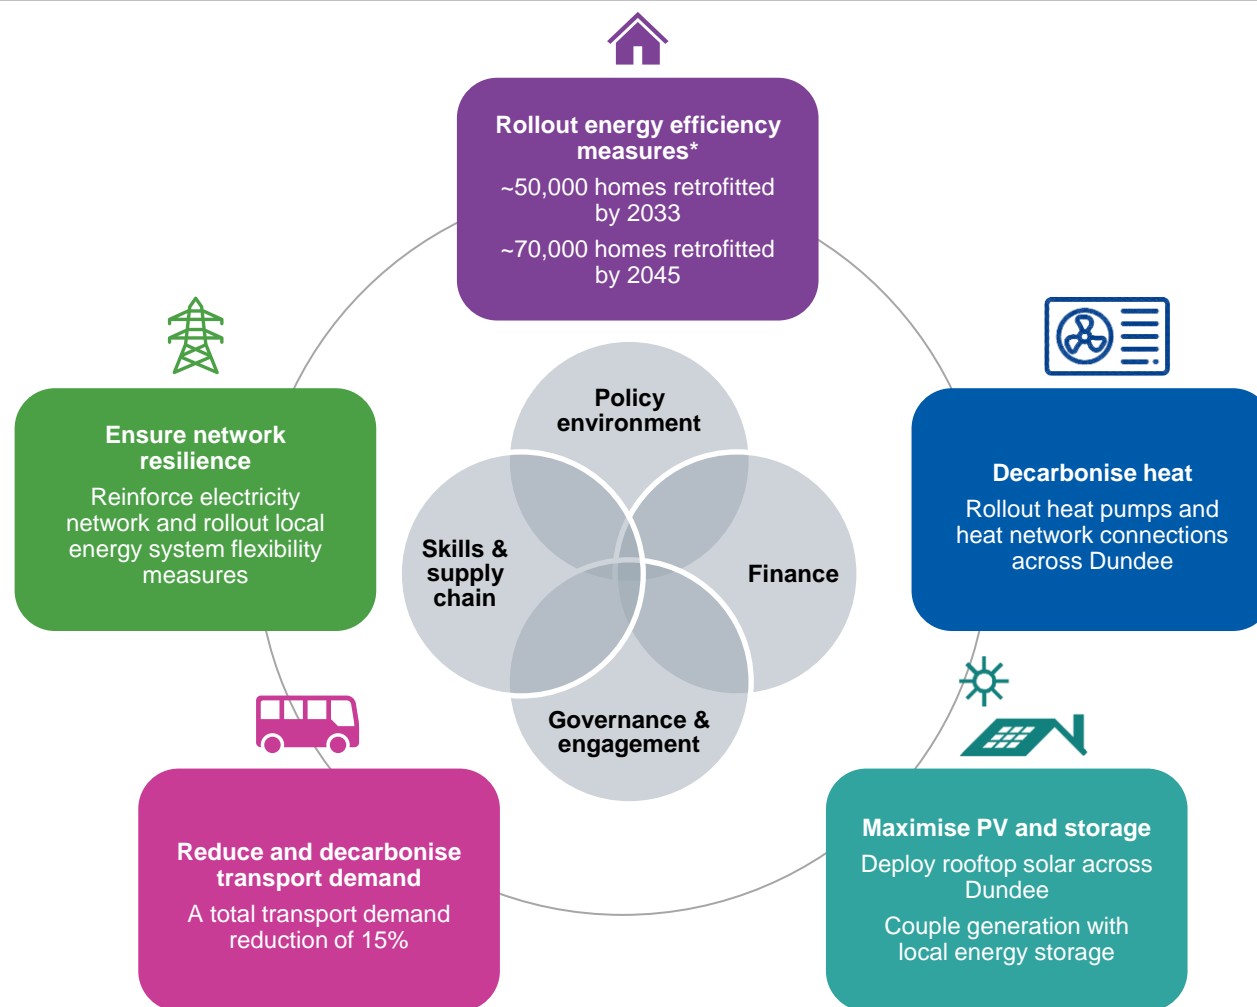 Rollout energy efficiency
measures*
~50,000 homes retrofitted
by 2033
~70,000 homes retrofitted
by 2045
Ensure network
resilience
Reinforce electricity
network and rollout local
energy system flexibility
measures
Policy
environment
Skills &
supply
chain
Finance
Governance &
engagement
Decarbonise heat
Rollout heat pumps and
heat network connections
across Dundee
Reduce and decarbonise
transport demand
A total transport demand
reduction of 15%
Maximise PV and storage
Deploy rooftop solar across
Dundee
Couple generation with
local energy storage